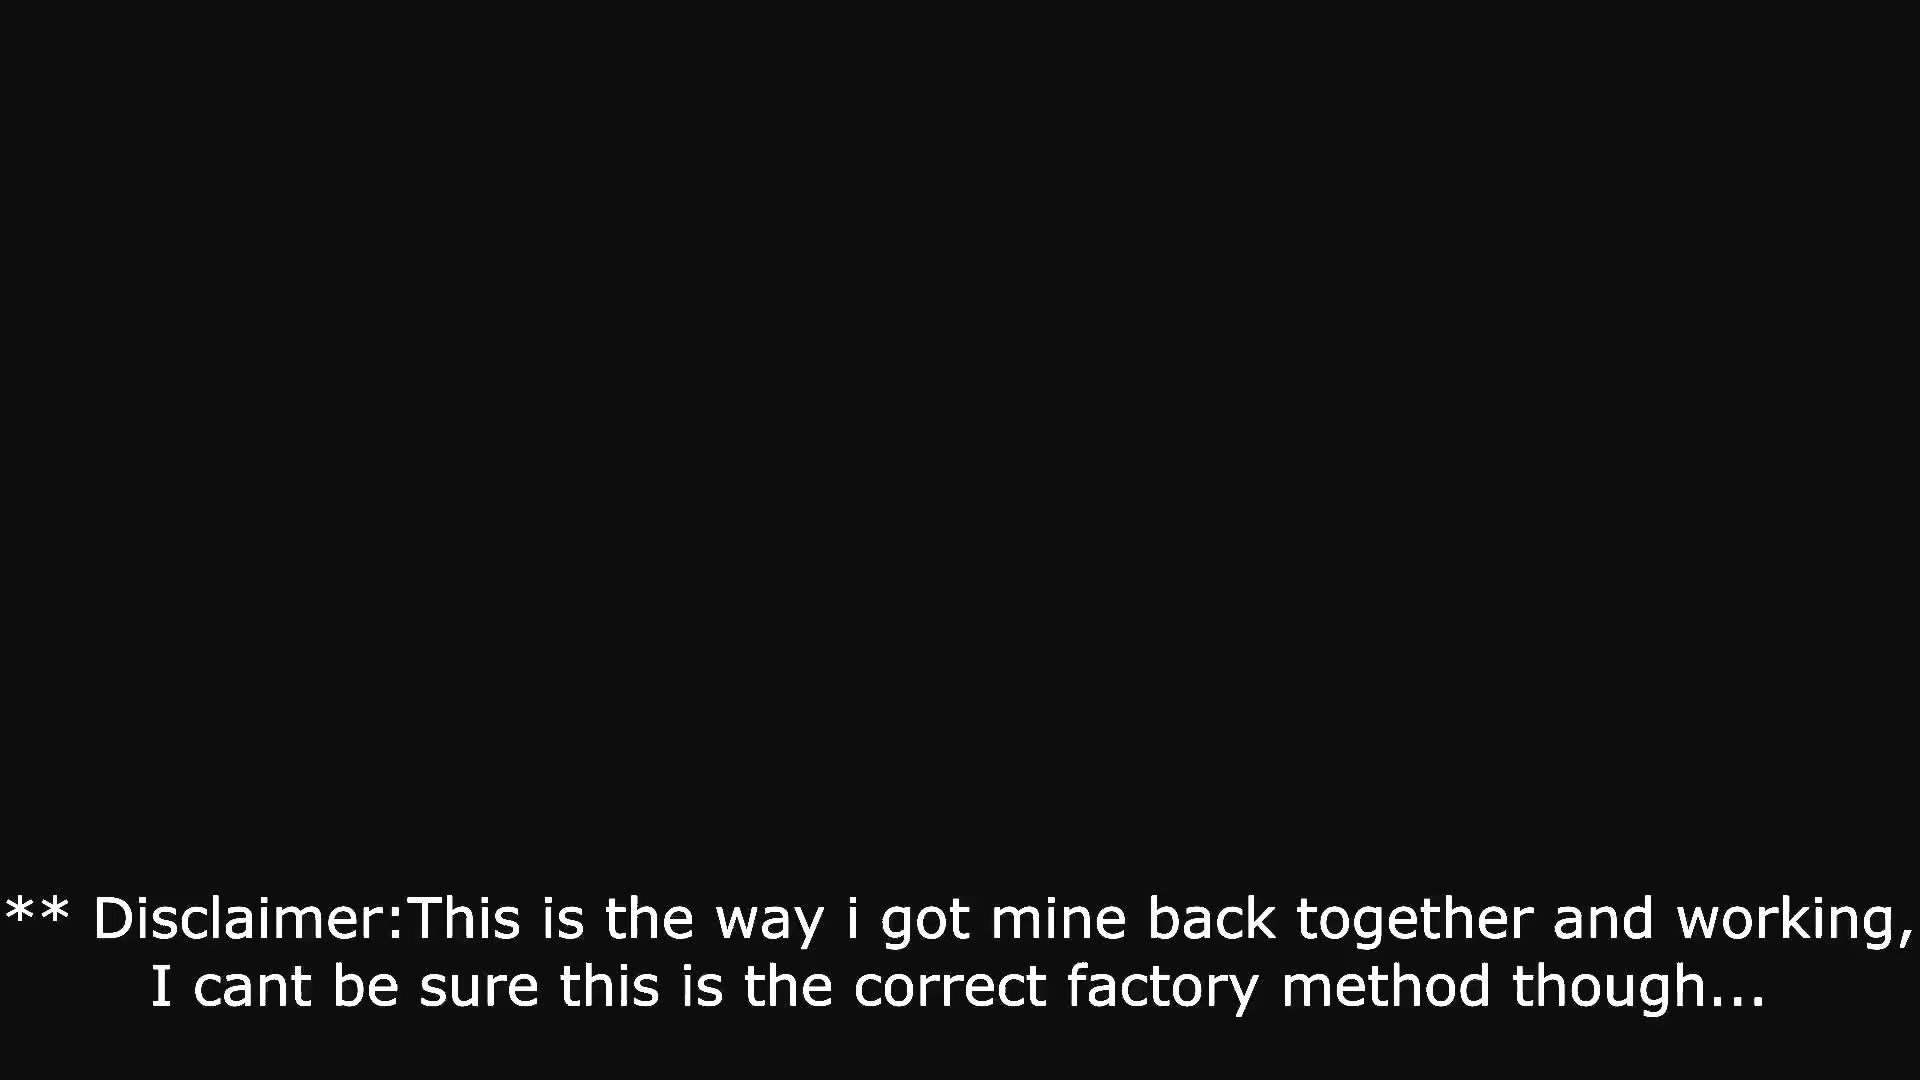 ** Disclaimer:This is the way i got mine back together and working,
I cant be sure this is the correct factory method though...